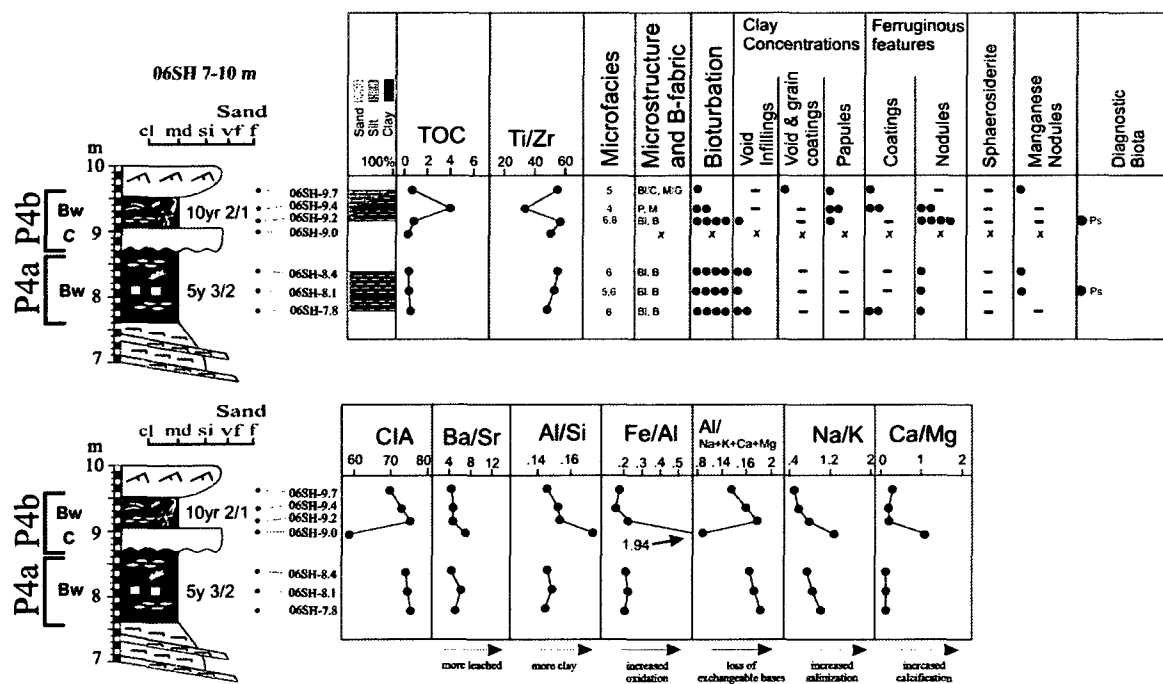 06SH 7-10 m
Sand
cl md si vf f
m
10
9
8
7
P4b
Bw
C
P4a
Bw
10yr 2/1
5y 3/2
06SH-9.7
06SH-9.4
06SH-9.2
06SH-9.0
06SH-8.4
06SH-8.1
06SH-7.8
Sand
Silt
Clay
100%
TOC
0 2 4 6
Ti/Zr
20 40 60
Microfacies
Microstructure and B-fabric
Bioturbation
Clay Concentrations
Void Infillings
Void & grain coatings
Papules
Ferruginous features
Coatings
Nodules
Sphaerosiderite
Manganese Nodules
Diagnostic Biota
5 Bl/C, M/G – – – –
4 P, M – – – –
6,8 Bl, B – – – – Ps
x x x x x x x x x
6 Bl, B – – – –
5,6 Bl, B – – – – Ps
6 Bl, B – – – –
Sand
cl md si vf f
m
10
9
8
7
P4b
Bw
C
P4a
Bw
10yr 2/1
5y 3/2
06SH-9.7
06SH-9.4
06SH-9.2
06SH-9.0
06SH-8.4
06SH-8.1
06SH-7.8
CIA
60 70 80
Ba/Sr
4 8 12
Al/Si
.14 .16
Fe/Al
.2 .3 .4 .5
1.94
Al/
Na+K+Ca+Mg
.8 .16 2
Na/K
.4 1.2 2
Ca/Mg
0 2
more leached
more clay
increased oxidation
loss of exchangeable bases
increased salinization
increased calcification